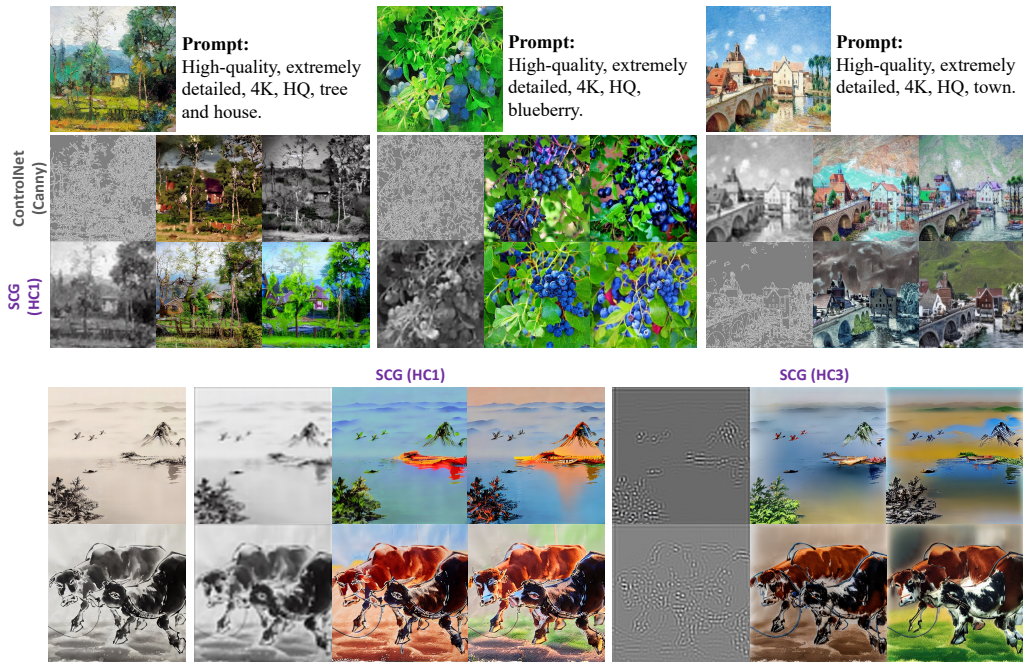 Prompt:
High-quality, extremely
detailed, 4K, HQ, tree
and house.
Prompt:
High-quality, extremely
detailed, 4K, HQ,
blueberry.
Prompt:
High-quality, extremely
detailed, 4K, HQ, town.
ControlNet
(Canny)
SCG
(HC1)
SCG (HC1)
SCG (HC3)